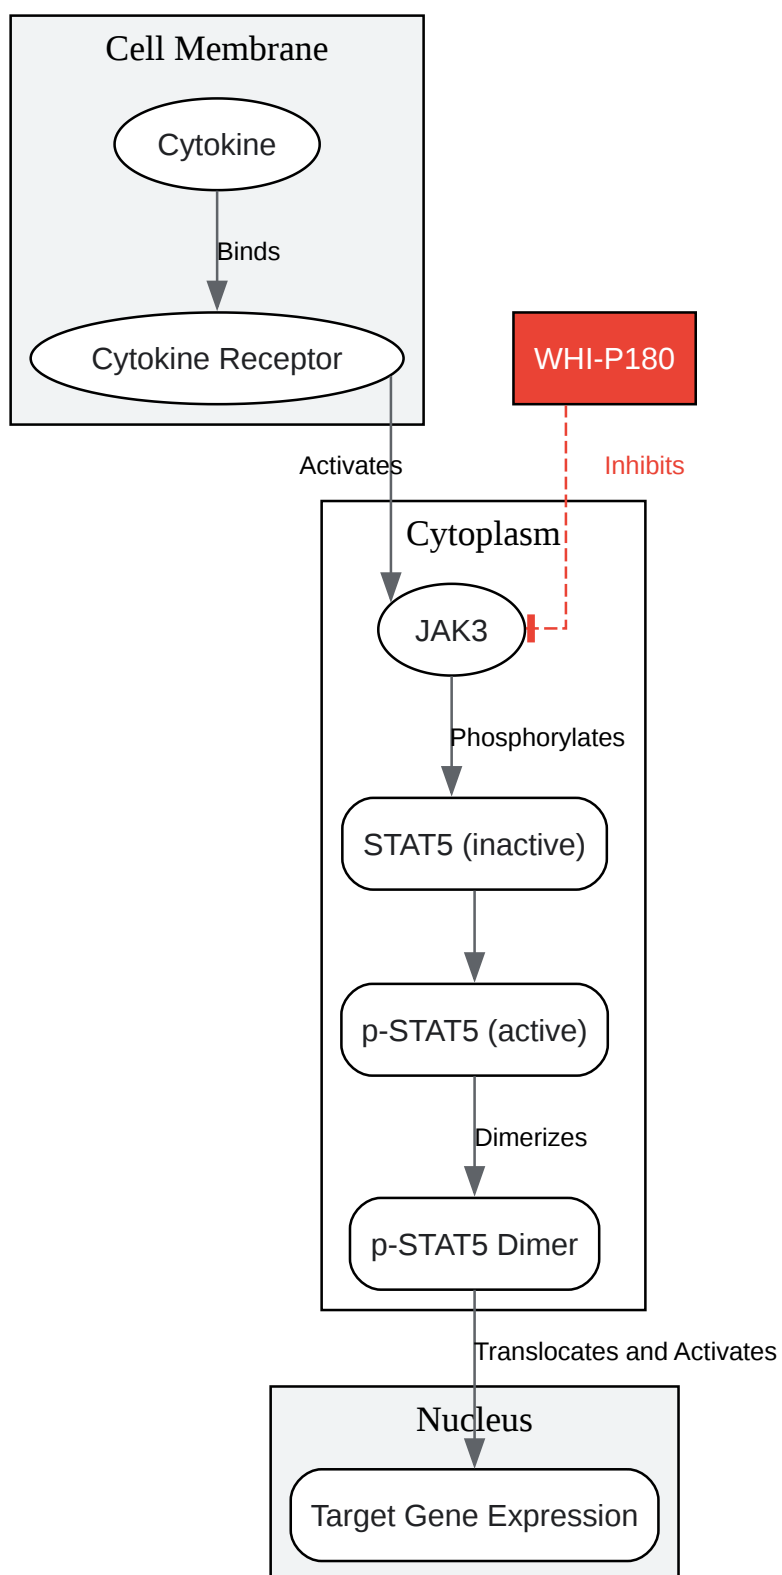 Cell Membrane
Cytokine
Binds
Cytokine Receptor
WHI-P180
Activates
Inhibits
Cytoplasm
JAK3
Phosphorylates
STAT5 (inactive)
p-STAT5 (active)
Dimerizes
p-STAT5 Dimer
Translocates and Activates
Nucleus
Target Gene Expression